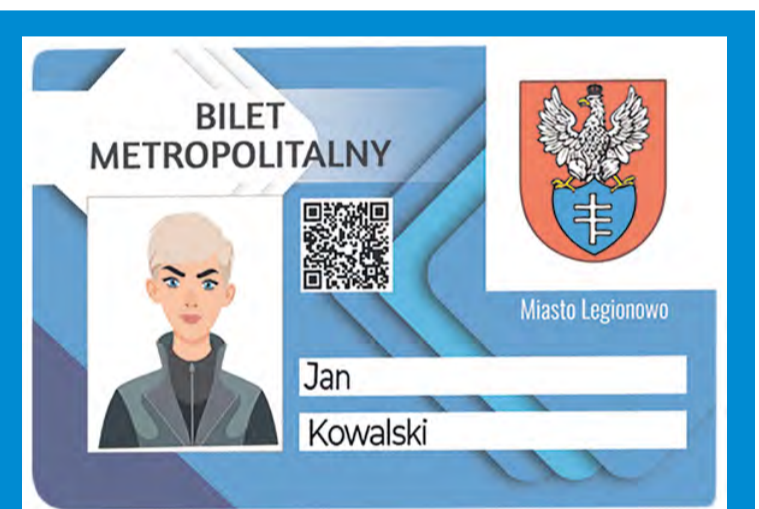 BILET
METROPOLITALNY
Miasto Legionowo
Jan
Kowalski